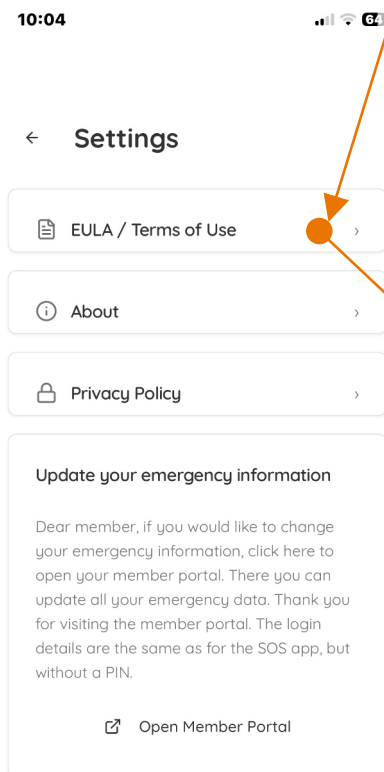 10:04
64
Settings
EULA / Terms of Use
About
Privacy Policy
Update your emergency information
Dear member, if you would like to change
your emergency information, click here to
open your member portal. There you can
update all your emergency data. Thank you
for visiting the member portal. The login
details are the same as for the SOS app, but
without a PIN.
Open Member Portal